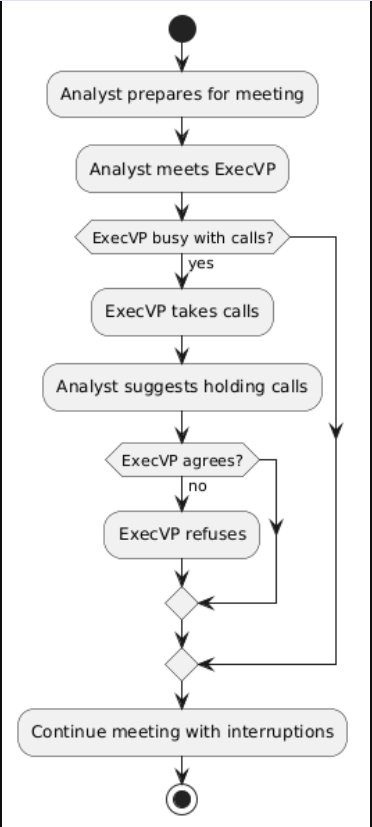 Analyst prepares for meeting
Analyst meets ExecVP
ExecVP busy with calls?
yes
ExecVP takes calls
Analyst suggests holding calls
ExecVP agrees?
no
ExecVP refuses
Continue meeting with interruptions